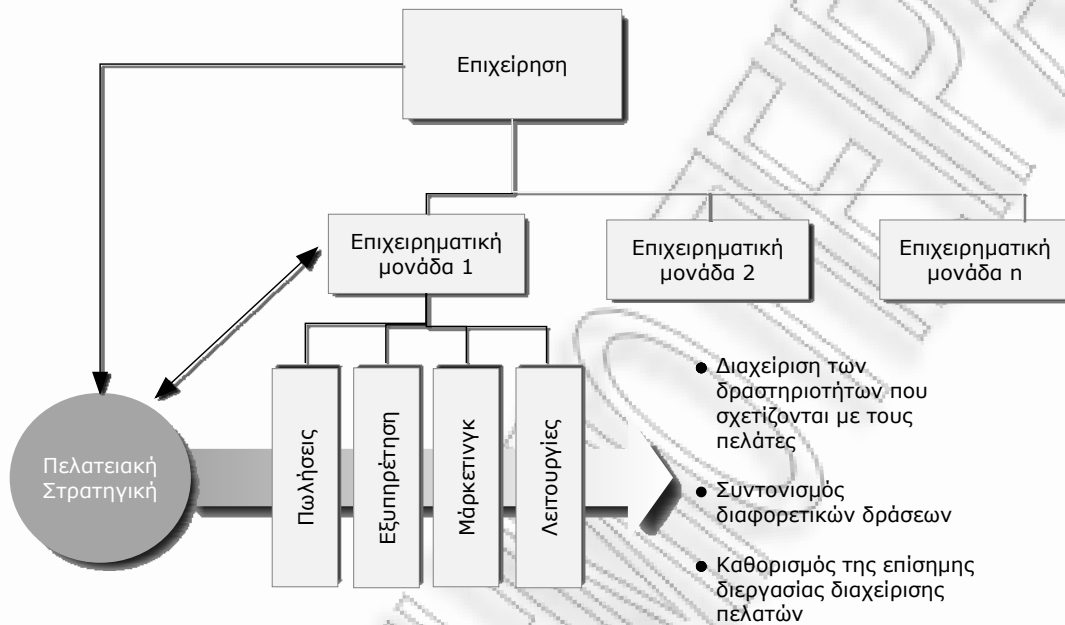 Επιχείρηση
Επιχειρηματική
μονάδα 1
Επιχειρηματική
μονάδα 2
Επιχειρηματική
μονάδα n
Πελατειακή
Στρατηγική
Πωλήσεις
Εξυπηρέτηση
Μάρκετινγκ
Λειτουργίες
● Διαχείριση των
δραστηριοτήτων που
σχετίζονται με τους
πελάτες
● Συντονισμός
διαφορετικών δράσεων
● Καθορισμός της επίσημης
διεργασίας διαχείρισης
πελατών